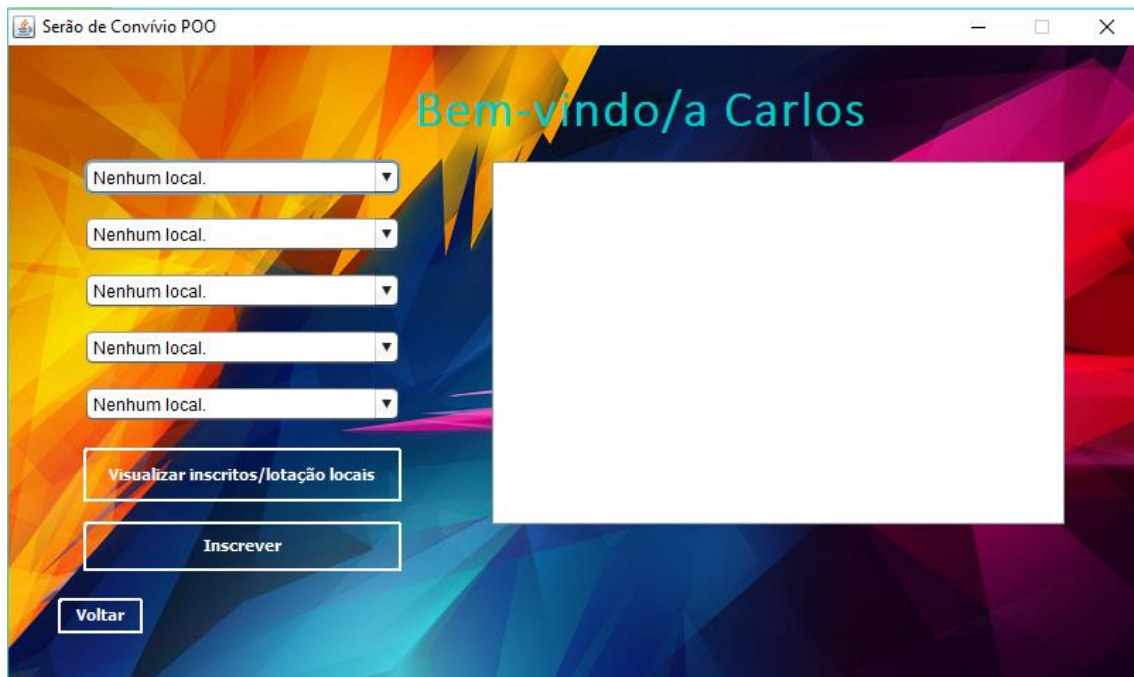 Serão de Convívio POO
Bem-vindo/a Carlos
Nenhum local.
Nenhum local.
Nenhum local.
Nenhum local.
Nenhum local.
Visualizar inscritos/lotação locais
Inscrever
Voltar